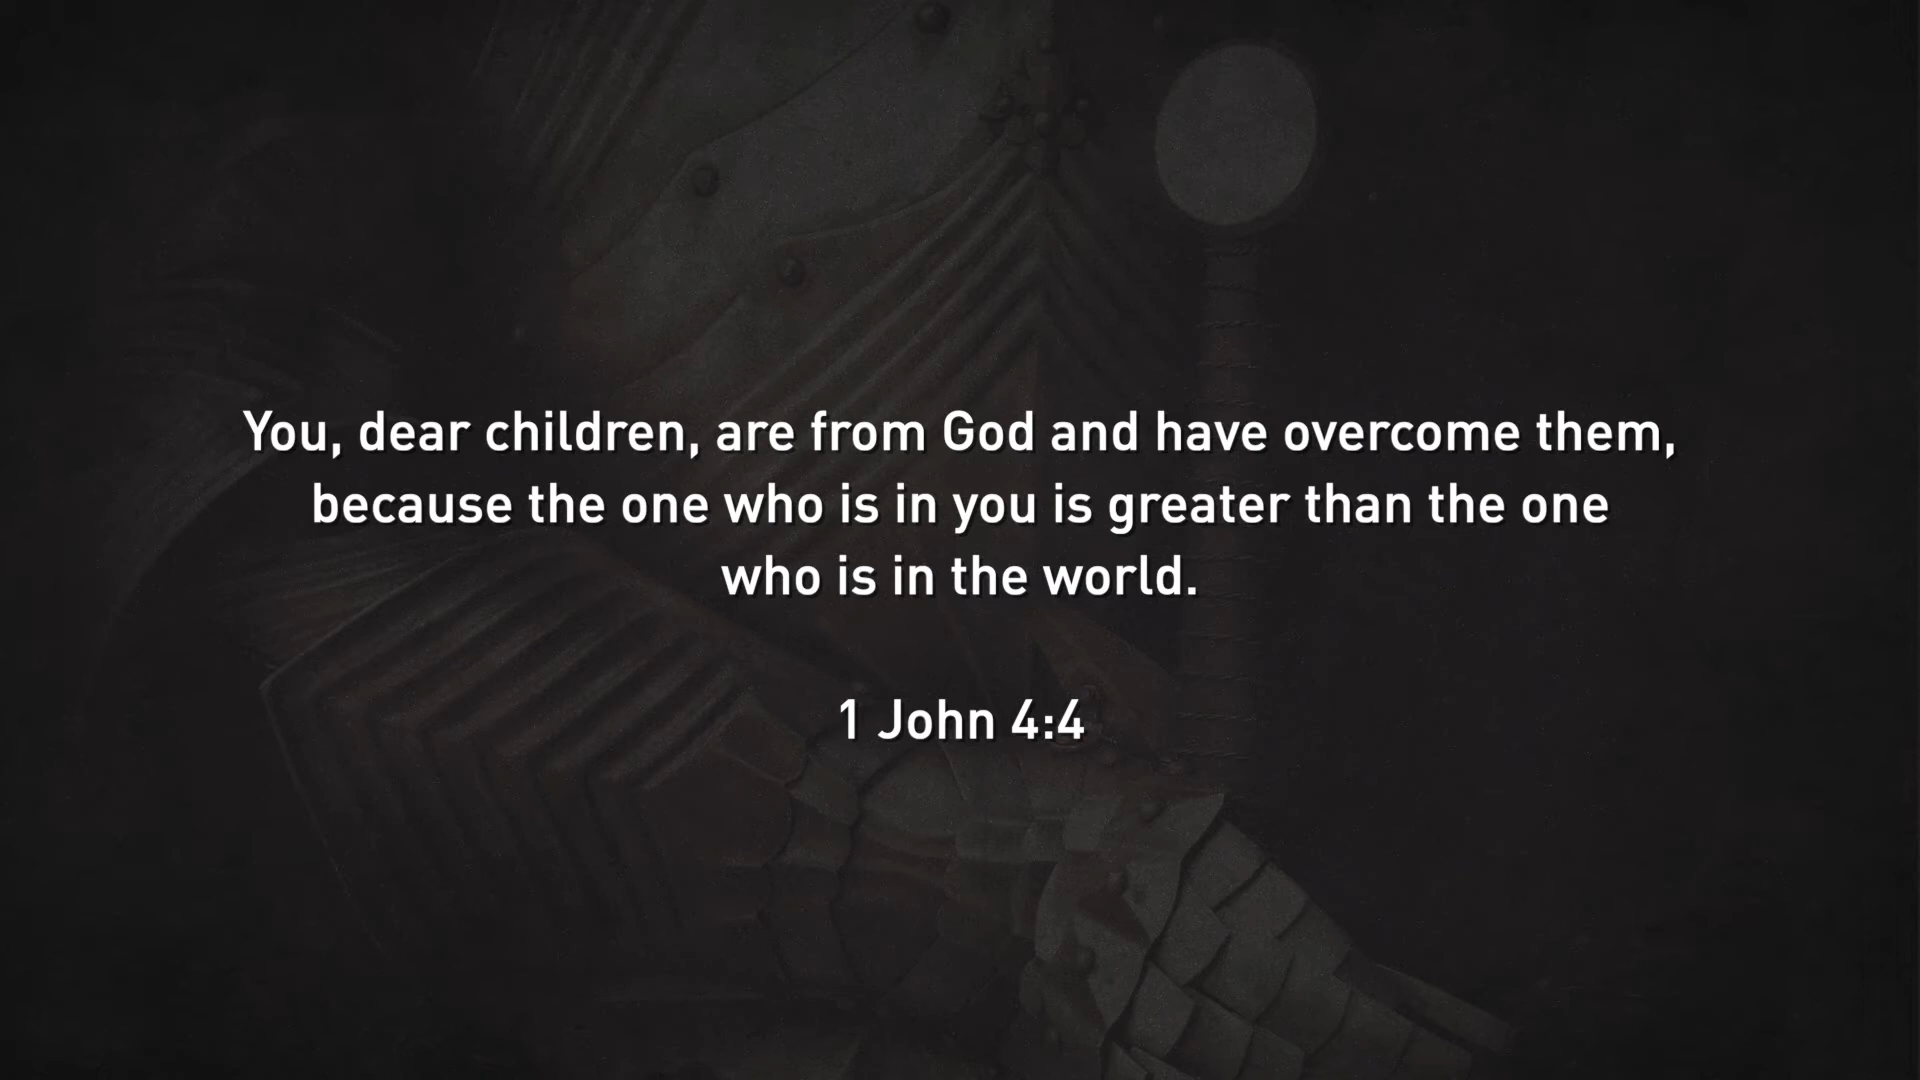 You, dear children, are from God and have overcome them,
because the one who is in you is greater than the one
who is in the world.
1 John 4:4